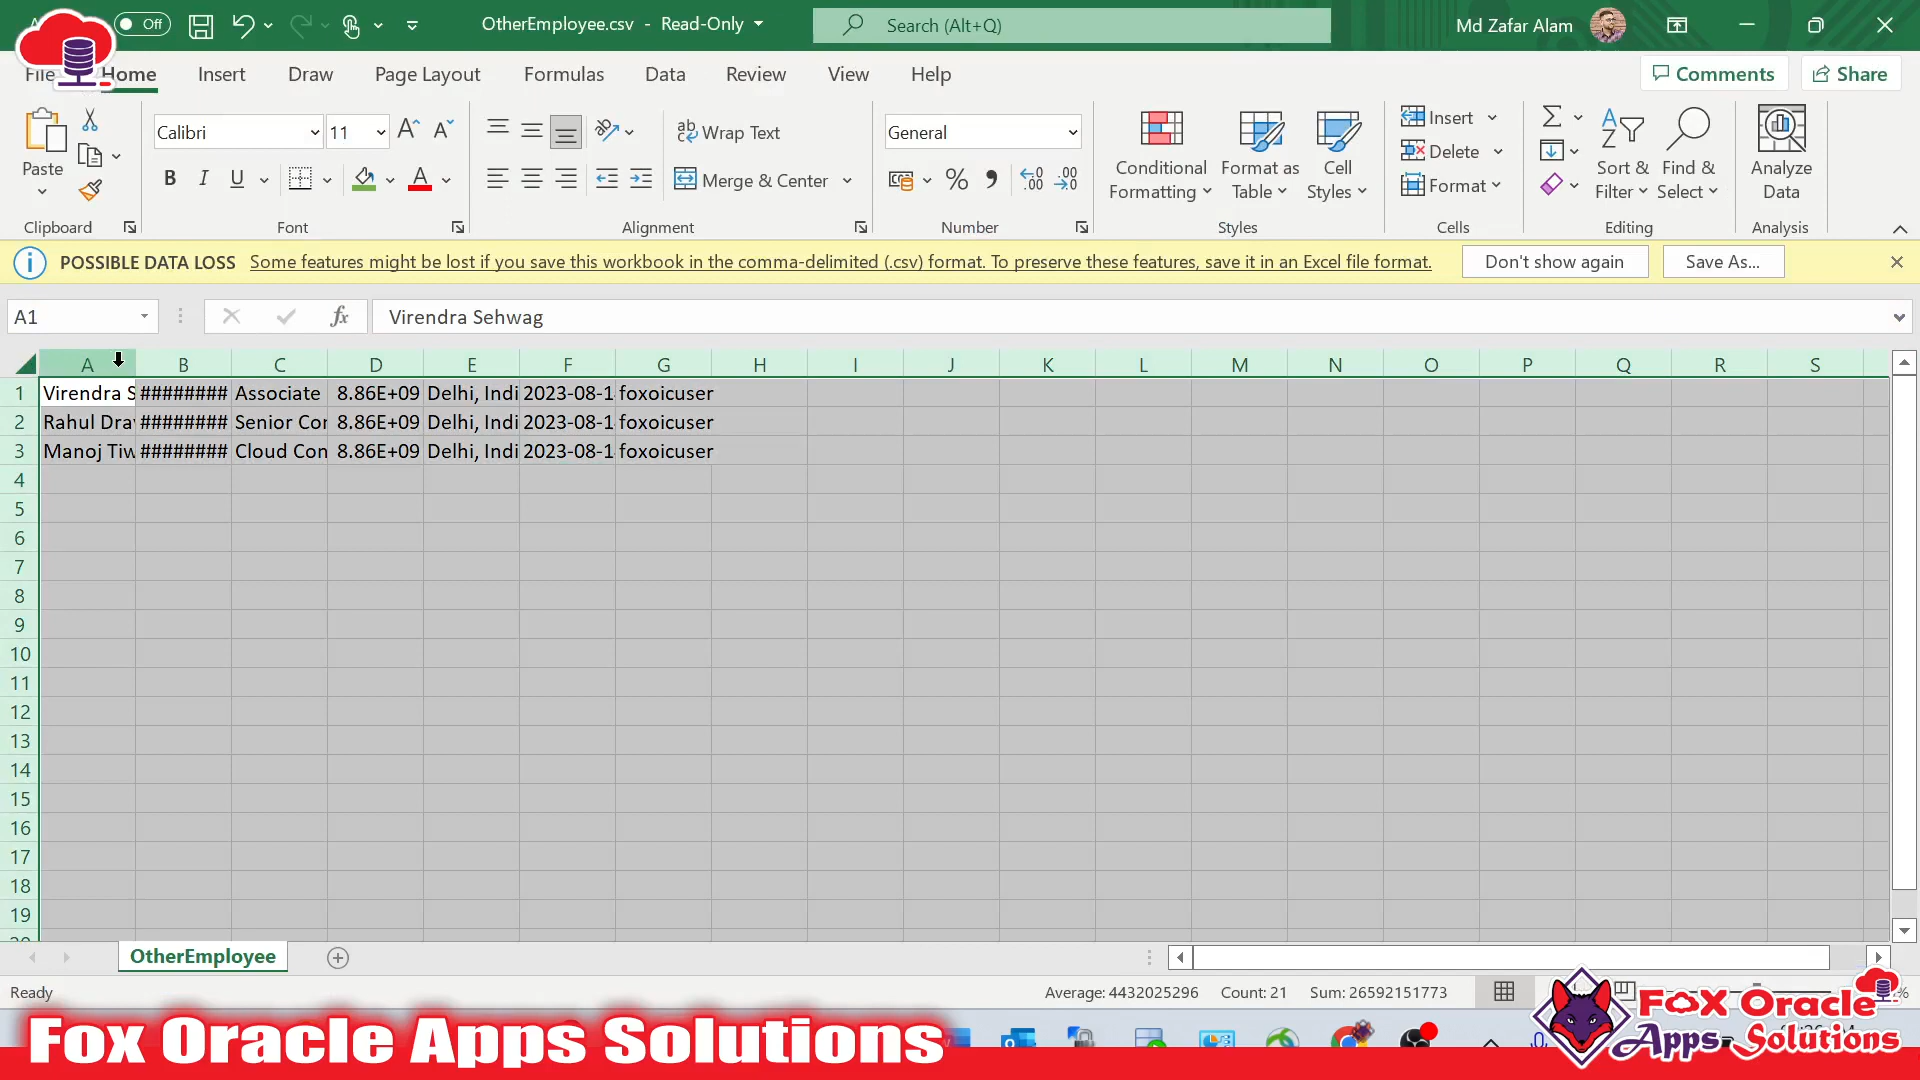 Off
OtherEmployee.csv - Read-Only
Search (Alt+Q)
Md Zafar Alam
File Home Insert Draw Page Layout Formulas Data Review View Help
Comments
Share
Paste
Clipboard
Calibri
11
B I U
Font
Wrap Text
Merge & Center
Alignment
General
Number
Conditional Formatting
Format as Table
Cell Styles
Styles
Insert
Delete
Format
Cells
Sort & Filter
Find & Select
Editing
Analyze Data
Analysis
POSSIBLE DATA LOSS Some features might be lost if you save this workbook in the comma-delimited (.csv) format. To preserve these features, save it in an Excel file format.
Don't show again
Save As...
A1
fx
Virendra Sehwag
A B C D E F G H I J K L M N O P Q R S
1 Virendra S ######## Associate 8.86E+09 Delhi, Indi 2023-08-1 foxoicuser
2 Rahul Drav ######## Senior Con 8.86E+09 Delhi, Indi 2023-08-1 foxoicuser
3 Manoj Tiw ######## Cloud Con 8.86E+09 Delhi, Indi 2023-08-1 foxoicuser
4
5
6
7
8
9
10
11
12
13
14
15
16
17
18
19
OtherEmployee
Ready
Average: 4432025296 Count: 21 Sum: 26592151773
Fox Oracle Apps Solutions
Fox Oracle
Apps Solutions